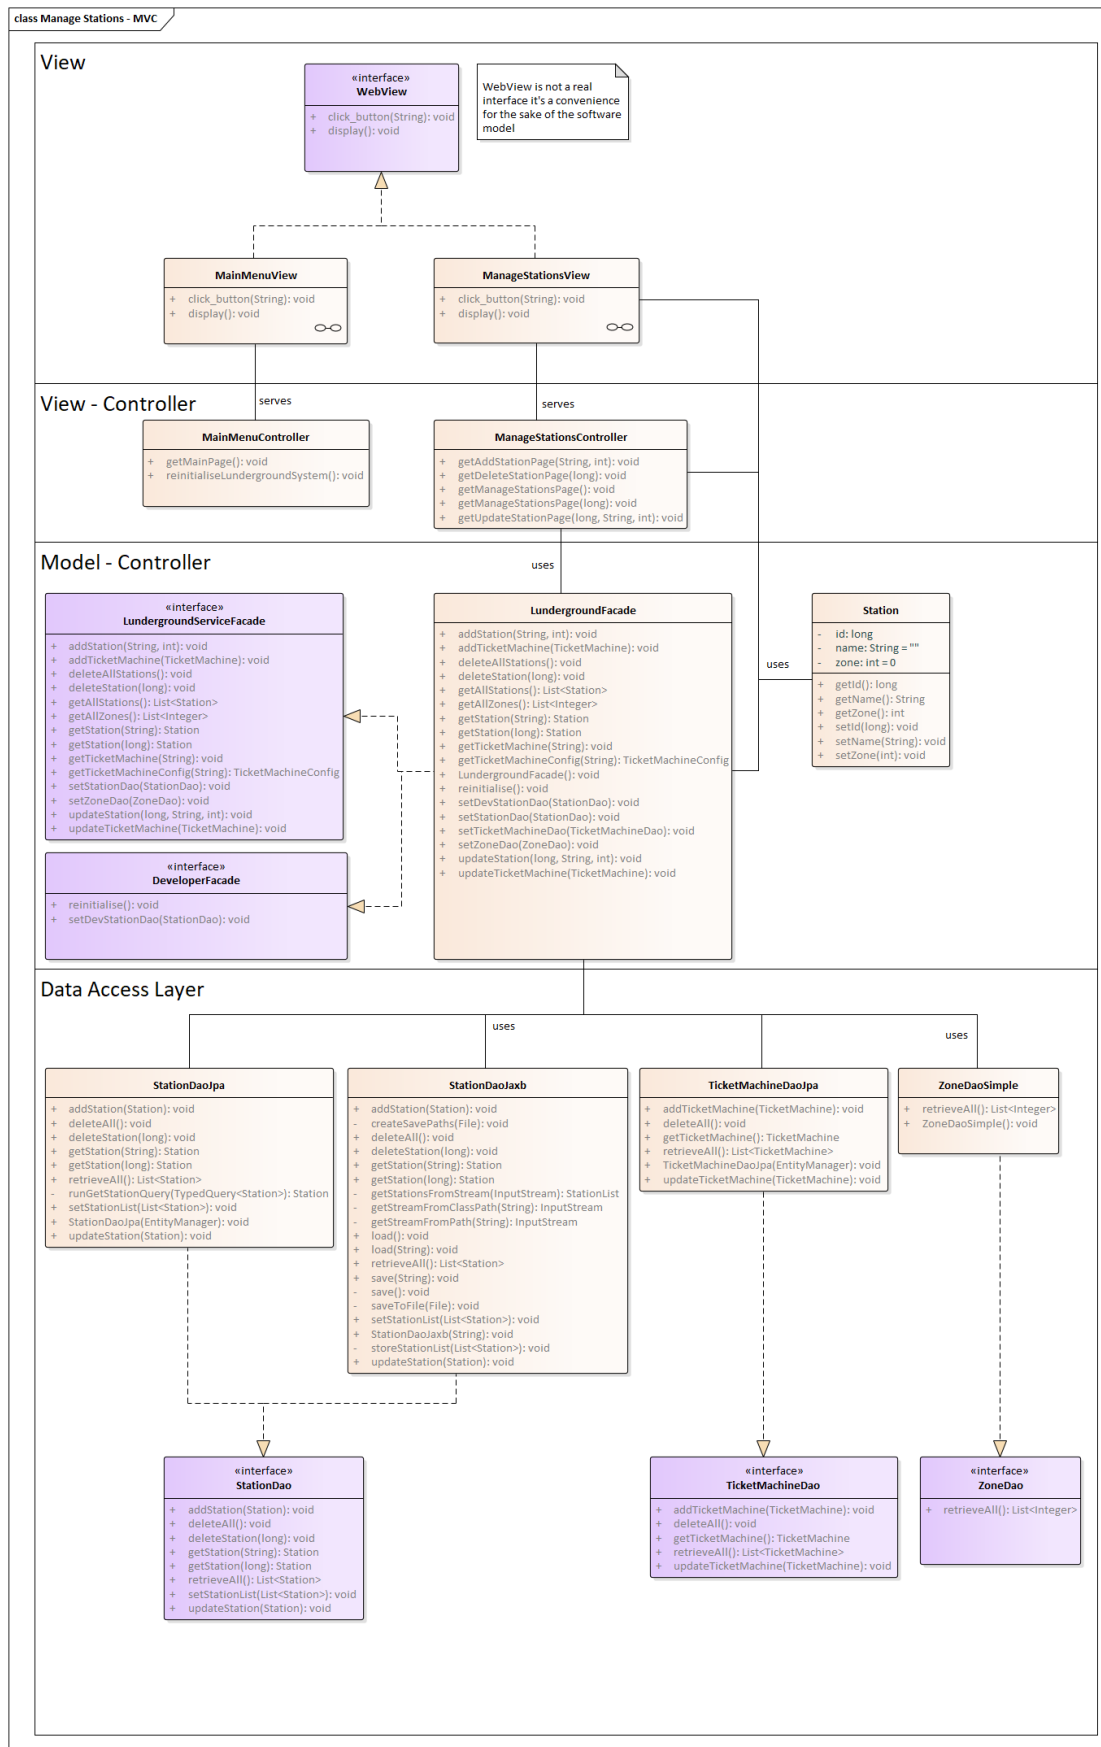 class Manage Stations - MVC
View
«interface»
WebView
+ click_button(String): void
+ display(): void
WebView is not a real
interface it's a convenience
for the sake of the software
model
MainMenuView
+ click_button(String): void
+ display(): void
ManageStationsView
+ click_button(String): void
+ display(): void
serves
serves
View - Controller
MainMenuController
+ getMainPage(): void
+ reinitialiseLundergroundSystem(): void
ManageStationsController
+ getAddStationPage(String, int): void
+ getDeleteStationPage(long): void
+ getManageStationsPage(): void
+ getManageStationsPage(long): void
+ getUpdateStationPage(long, String, int): void
Model - Controller
uses
«interface»
LundergroundServiceFacade
+ addStation(String, int): void
+ addTicketMachine(TicketMachine): void
+ deleteAllStations(): void
+ deleteStation(long): void
+ getAllStations(): List<Station>
+ getAllZones(): List<Integer>
+ getStation(String): Station
+ getStation(long): Station
+ getTicketMachine(String): void
+ getTicketMachineConfig(String): TicketMachineConfig
+ setStationDao(StationDao): void
+ setZoneDao(ZoneDao): void
+ updateStation(long, String, int): void
+ updateTicketMachine(TicketMachine): void
«interface»
DeveloperFacade
+ reinitialise(): void
+ setDevStationDao(StationDao): void
LundergroundFacade
+ addStation(String, int): void
+ addTicketMachine(TicketMachine): void
+ deleteAllStations(): void
+ deleteStation(long): void
+ getAllStations(): List<Station>
+ getAllZones(): List<Integer>
+ getStation(String): Station
+ getStation(long): Station
+ getTicketMachine(String): void
+ getTicketMachineConfig(String): TicketMachineConfig
+ LundergroundFacade(): void
+ reinitialise(): void
+ setDevStationDao(StationDao): void
+ setStationDao(StationDao): void
+ setTicketMachineDao(TicketMachineDao): void
+ setZoneDao(ZoneDao): void
+ updateStation(long, String, int): void
+ updateTicketMachine(TicketMachine): void
uses
Station
- id: long
- name: String = ""
- zone: int = 0
+ getId(): long
+ getName(): String
+ getZone(): int
+ setId(long): void
+ setName(String): void
+ setZone(int): void
Data Access Layer
uses
uses
StationDaoJpa
+ addStation(Station): void
+ deleteAll(): void
+ deleteStation(long): void
+ getStation(String): Station
+ getStation(long): Station
+ retrieveAll(): List<Station>
- runGetStationQuery(TypedQuery<Station>): Station
+ setStationList(List<Station>): void
+ StationDaoJpa(EntityManager): void
+ updateStation(Station): void
StationDaoJaxb
+ addStation(Station): void
- createSavePaths(File): void
+ deleteAll(): void
+ deleteStation(long): void
+ getStation(String): Station
+ getStation(long): Station
- getStationsFromStream(InputStream): StationList
- getStreamFromClassPath(String): InputStream
- getStreamFromPath(String): InputStream
+ load(): void
+ load(String): void
+ retrieveAll(): List<Station>
+ save(String): void
- save(): void
- saveToFile(File): void
+ setStationList(List<Station>): void
+ StationDaoJaxb(String): void
- storeStationList(List<Station>): void
+ updateStation(Station): void
TicketMachineDaoJpa
+ addTicketMachine(TicketMachine): void
+ deleteAll(): void
+ getTicketMachine(): TicketMachine
+ retrieveAll(): List<TicketMachine>
+ TicketMachineDaoJpa(EntityManager): void
+ updateTicketMachine(TicketMachine): void
ZoneDaoSimple
+ retrieveAll(): List<Integer>
+ ZoneDaoSimple(): void
«interface»
StationDao
+ addStation(Station): void
+ deleteAll(): void
+ deleteStation(long): void
+ getStation(String): Station
+ getStation(long): Station
+ retrieveAll(): List<Station>
+ setStationList(List<Station>): void
+ updateStation(Station): void
«interface»
TicketMachineDao
+ addTicketMachine(TicketMachine): void
+ deleteAll(): void
+ getTicketMachine(): TicketMachine
+ retrieveAll(): List<TicketMachine>
+ updateTicketMachine(TicketMachine): void
«interface»
ZoneDao
+ retrieveAll(): List<Integer>